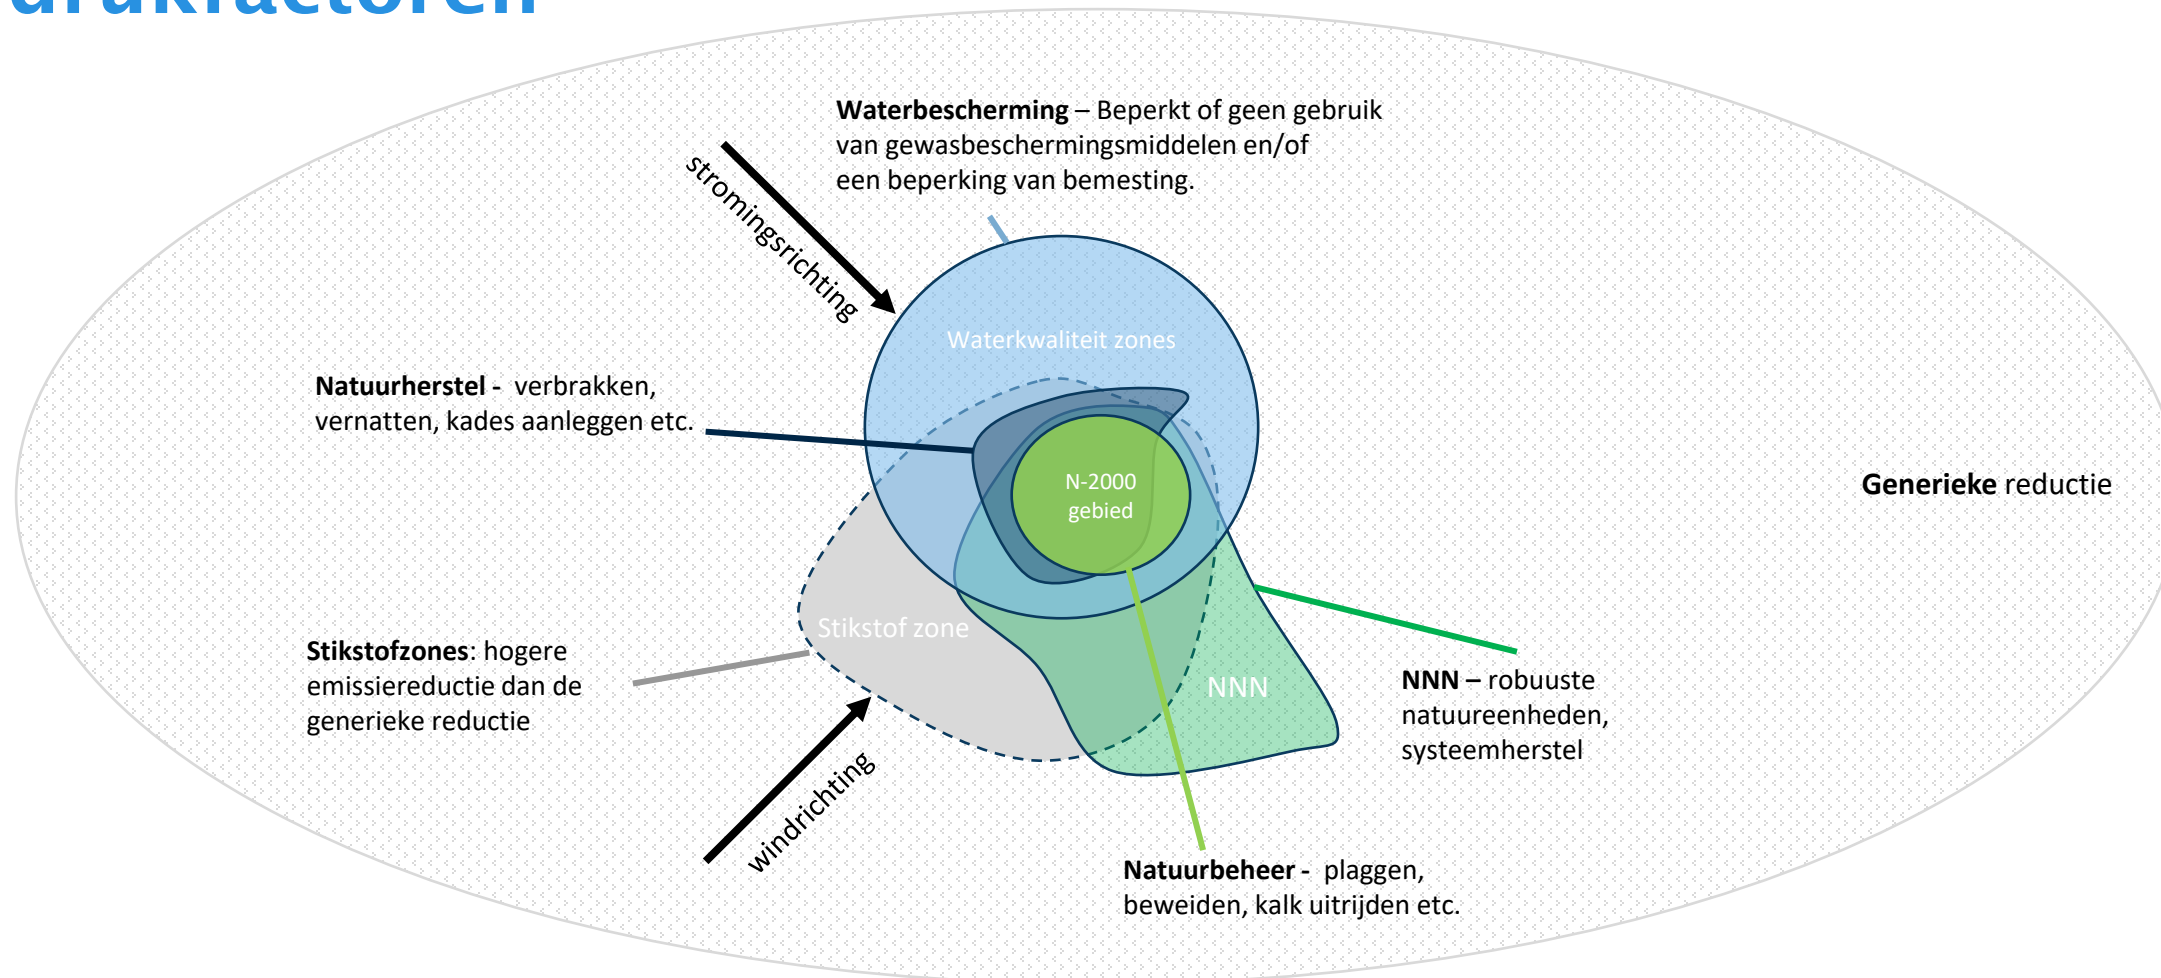 drukfactoren
Waterbescherming – Beperkt of geen gebruik
van gewasbeschermingsmiddelen en/of
een beperking van bemesting.
stromingsrichting
Waterkwaliteit zones
Natuurherstel -  verbrakken,
vernatten, kades aanleggen etc.
N-2000
gebied
Generieke reductie
Stikstof zone
Stikstofzones: hogere
emissiereductie dan de
generieke reductie
NNN
NNN – robuuste
natuureenheden,
systeemherstel
windrichting
Natuurbeheer -  plaggen,
beweiden, kalk uitrijden etc.